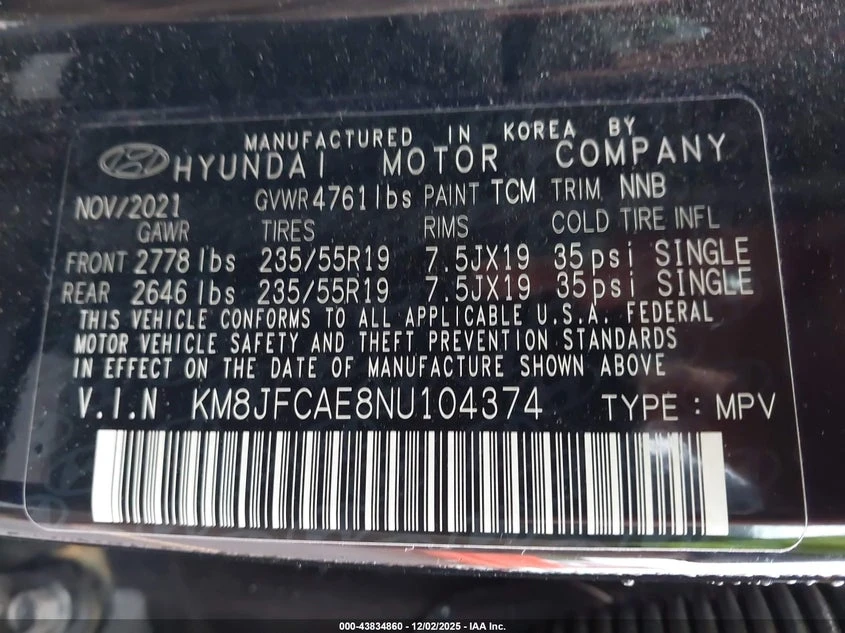 MANUFACTURED IN KOREA BY
HYUNDAI MOTOR COMPANY
NOV/2021 GVWR 4761 lbs PAINT TCM TRIM NNB
GAWR TIRES RIMS COLD TIRE INFL
FRONT 2778 lbs 235/55R19 7.5JX19 35psi SINGLE
REAR 2646 lbs 235/55R19 7.5JX19 35psi SINGLE
THIS VEHICLE CONFORMS TO ALL APPLICABLE U.S.A. FEDERAL
MOTOR VEHICLE SAFETY AND THEFT PREVENTION STANDARDS
IN EFFECT ON THE DATE OF MANUFACTURE SHOWN ABOVE
V.I.N KM8JFCAE8NU104374 TYPE : MPV
000-43834860 - 12/02/2025 - IAA Inc.